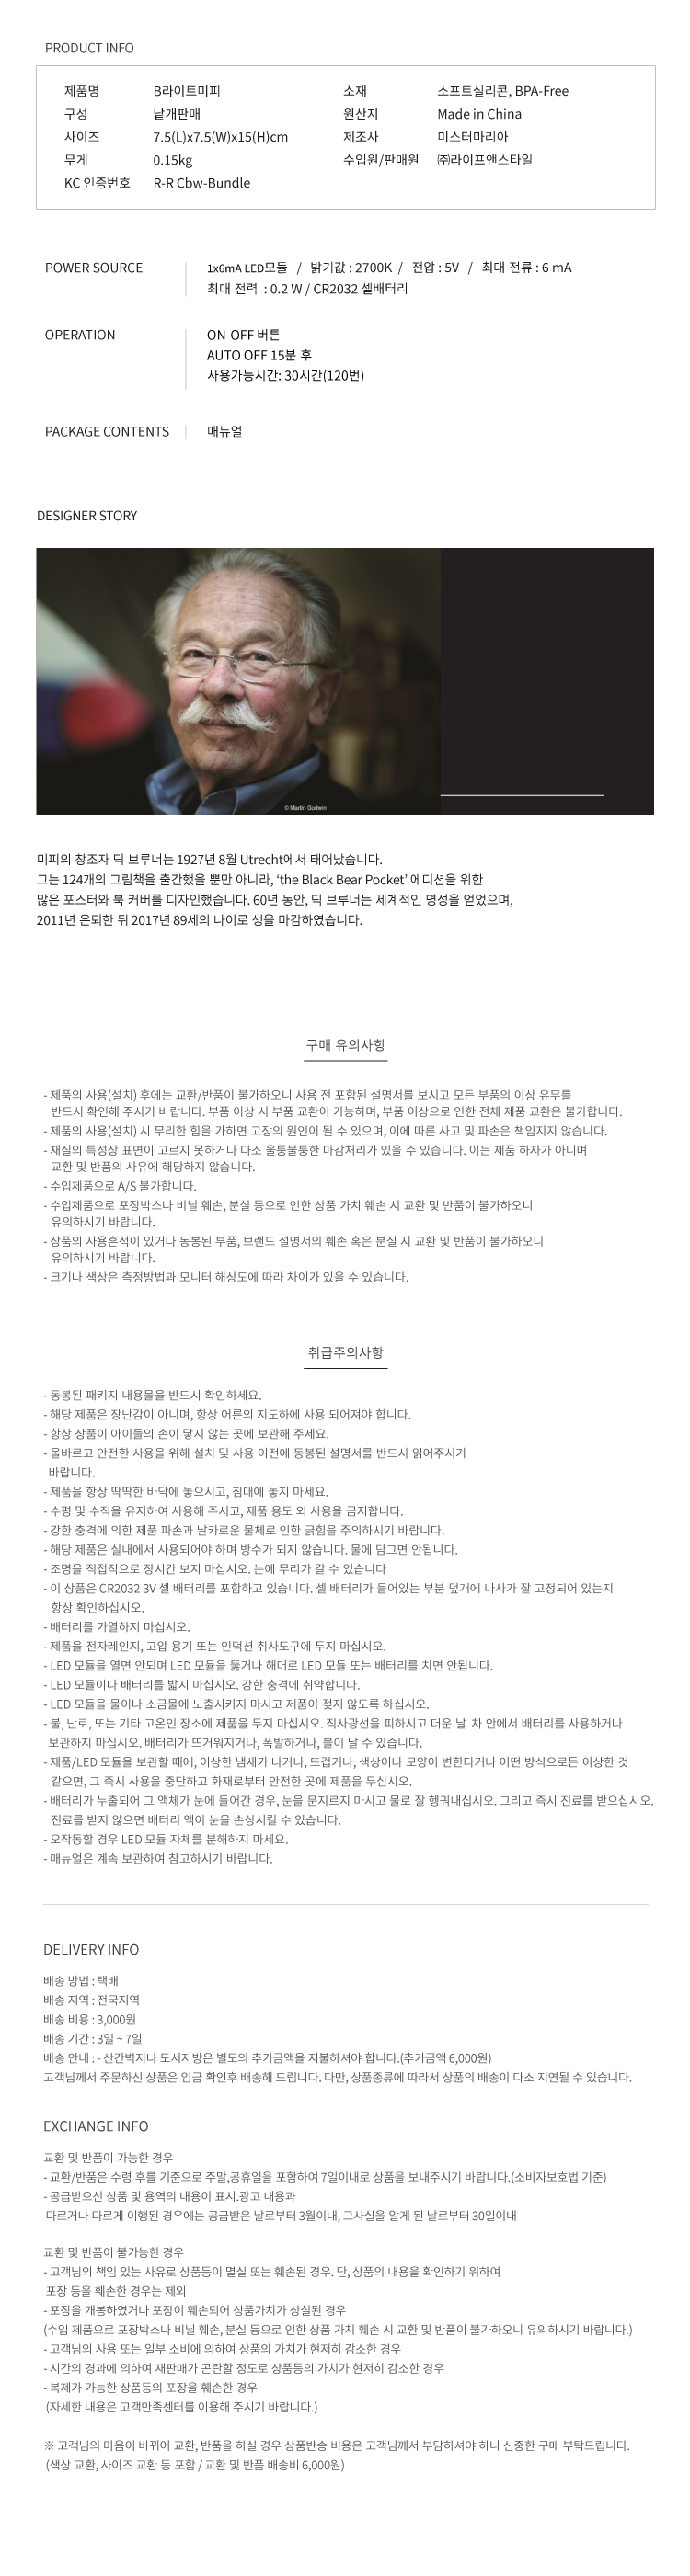 PRODUCT INFO
제품명 B라이트미피 소재 소프트실리콘, BPA-Free
구성 낱개판매 원산지 Made in China
사이즈 7.5(L)x7.5(W)x15(H)cm 제조사 미스터마리아
무게 0.15kg 수입원/판매원 ㈜라이프앤스타일
KC 인증번호 R-R Cbw-Bundle
POWER SOURCE 1x6mA LED모듈 / 밝기값 : 2700K / 전압 : 5V / 최대 전류 : 6 mA
최대 전력 : 0.2 W / CR2032 셀배터리
OPERATION ON-OFF 버튼
AUTO OFF 15분 후
사용가능시간: 30시간(120번)
PACKAGE CONTENTS 매뉴얼
DESIGNER STORY
© Martin Godwin
미피의 창조자 딕 브루너는 1927년 8월 Utrecht에서 태어났습니다.
그는 124개의 그림책을 출간했을 뿐만 아니라, ‘the Black Bear Pocket’ 에디션을 위한
많은 포스터와 북 커버를 디자인했습니다. 60년 동안, 딕 브루너는 세계적인 명성을 얻었으며,
2011년 은퇴한 뒤 2017년 89세의 나이로 생을 마감하였습니다.
구매 유의사항
- 제품의 사용(설치) 후에는 교환/반품이 불가하오니 사용 전 포함된 설명서를 보시고 모든 부품의 이상 유무를
반드시 확인해 주시기 바랍니다. 부품 이상 시 부품 교환이 가능하며, 부품 이상으로 인한 전체 제품 교환은 불가합니다.
- 제품의 사용(설치) 시 무리한 힘을 가하면 고장의 원인이 될 수 있으며, 이에 따른 사고 및 파손은 책임지지 않습니다.
- 재질의 특성상 표면이 고르지 못하거나 다소 울퉁불퉁한 마감처리가 있을 수 있습니다. 이는 제품 하자가 아니며
교환 및 반품의 사유에 해당하지 않습니다.
- 수입제품으로 A/S 불가합니다.
- 수입제품으로 포장박스나 비닐 훼손, 분실 등으로 인한 상품 가치 훼손 시 교환 및 반품이 불가하오니
유의하시기 바랍니다.
- 상품의 사용흔적이 있거나 동봉된 부품, 브랜드 설명서의 훼손 혹은 분실 시 교환 및 반품이 불가하오니
유의하시기 바랍니다.
- 크기나 색상은 측정방법과 모니터 해상도에 따라 차이가 있을 수 있습니다.
취급주의사항
- 동봉된 패키지 내용물을 반드시 확인하세요.
- 해당 제품은 장난감이 아니며, 항상 어른의 지도하에 사용 되어져야 합니다.
- 항상 상품이 아이들의 손이 닿지 않는 곳에 보관해 주세요.
- 올바르고 안전한 사용을 위해 설치 및 사용 이전에 동봉된 설명서를 반드시 읽어주시기
바랍니다.
- 제품을 항상 딱딱한 바닥에 놓으시고, 침대에 놓지 마세요.
- 수평 및 수직을 유지하여 사용해 주시고, 제품 용도 외 사용을 금지합니다.
- 강한 충격에 의한 제품 파손과 날카로운 물체로 인한 긁힘을 주의하시기 바랍니다.
- 해당 제품은 실내에서 사용되어야 하며 방수가 되지 않습니다. 물에 담그면 안됩니다.
- 조명을 직접적으로 장시간 보지 마십시오. 눈에 무리가 갈 수 있습니다
- 이 상품은 CR2032 3V 셀 배터리를 포함하고 있습니다. 셀 배터리가 들어있는 부분 덮개에 나사가 잘 고정되어 있는지
항상 확인하십시오.
- 배터리를 가열하지 마십시오.
- 제품을 전자레인지, 고압 용기 또는 인덕션 취사도구에 두지 마십시오.
- LED 모듈을 열면 안되며 LED 모듈을 뚫거나 해머로 LED 모듈 또는 배터리를 치면 안됩니다.
- LED 모듈이나 배터리를 밟지 마십시오. 강한 충격에 취약합니다.
- LED 모듈을 물이나 소금물에 노출시키지 마시고 제품이 젖지 않도록 하십시오.
- 불, 난로, 또는 기타 고온인 장소에 제품을 두지 마십시오. 직사광선을 피하시고 더운 날 차 안에서 배터리를 사용하거나
보관하지 마십시오. 배터리가 뜨거워지거나, 폭발하거나, 불이 날 수 있습니다.
- 제품/LED 모듈을 보관할 때에, 이상한 냄새가 나거나, 뜨겁거나, 색상이나 모양이 변한다거나 어떤 방식으로든 이상한 것
같으면, 그 즉시 사용을 중단하고 화재로부터 안전한 곳에 제품을 두십시오.
- 배터리가 누출되어 그 액체가 눈에 들어간 경우, 눈을 문지르지 마시고 물로 잘 헹궈내십시오. 그리고 즉시 진료를 받으십시오.
진료를 받지 않으면 배터리 액이 눈을 손상시킬 수 있습니다.
- 오작동할 경우 LED 모듈 자체를 분해하지 마세요.
- 매뉴얼은 계속 보관하여 참고하시기 바랍니다.
DELIVERY INFO
배송 방법 : 택배
배송 지역 : 전국지역
배송 비용 : 3,000원
배송 기간 : 3일 ~ 7일
배송 안내 : - 산간벽지나 도서지방은 별도의 추가금액을 지불하셔야 합니다.(추가금액 6,000원)
고객님께서 주문하신 상품은 입금 확인후 배송해 드립니다. 다만, 상품종류에 따라서 상품의 배송이 다소 지연될 수 있습니다.
EXCHANGE INFO
교환 및 반품이 가능한 경우
- 교환/반품은 수령 후를 기준으로 주말,공휴일을 포함하여 7일이내로 상품을 보내주시기 바랍니다.(소비자보호법 기준)
- 공급받으신 상품 및 용역의 내용이 표시.광고 내용과
다르거나 다르게 이행된 경우에는 공급받은 날로부터 3월이내, 그사실을 알게 된 날로부터 30일이내
교환 및 반품이 불가능한 경우
- 고객님의 책임 있는 사유로 상품등이 멸실 또는 훼손된 경우. 단, 상품의 내용을 확인하기 위하여
포장 등을 훼손한 경우는 제외
- 포장을 개봉하였거나 포장이 훼손되어 상품가치가 상실된 경우
(수입 제품으로 포장박스나 비닐 훼손, 분실 등으로 인한 상품 가치 훼손 시 교환 및 반품이 불가하오니 유의하시기 바랍니다.)
- 고객님의 사용 또는 일부 소비에 의하여 상품의 가치가 현저히 감소한 경우
- 시간의 경과에 의하여 재판매가 곤란할 정도로 상품등의 가치가 현저히 감소한 경우
- 복제가 가능한 상품등의 포장을 훼손한 경우
(자세한 내용은 고객만족센터를 이용해 주시기 바랍니다.)
※ 고객님의 마음이 바뀌어 교환, 반품을 하실 경우 상품반송 비용은 고객님께서 부담하셔야 하니 신중한 구매 부탁드립니다.
(색상 교환, 사이즈 교환 등 포함 / 교환 및 반품 배송비 6,000원)